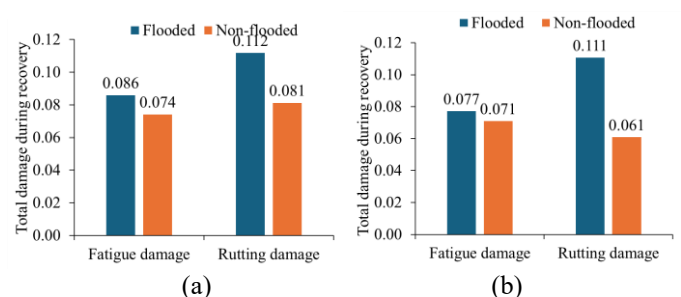 Flooded Non-flooded
Total damage during recovery
0.12
0.10
0.08
0.06
0.04
0.02
0.00
0.086
0.074
0.112
0.081
Fatigue damage Rutting damage
(a)
Flooded Non-flooded
Total damage during recovery
0.12
0.10
0.08
0.06
0.04
0.02
0.00
0.077
0.071
0.111
0.061
Fatigue damage Rutting damage
(b)